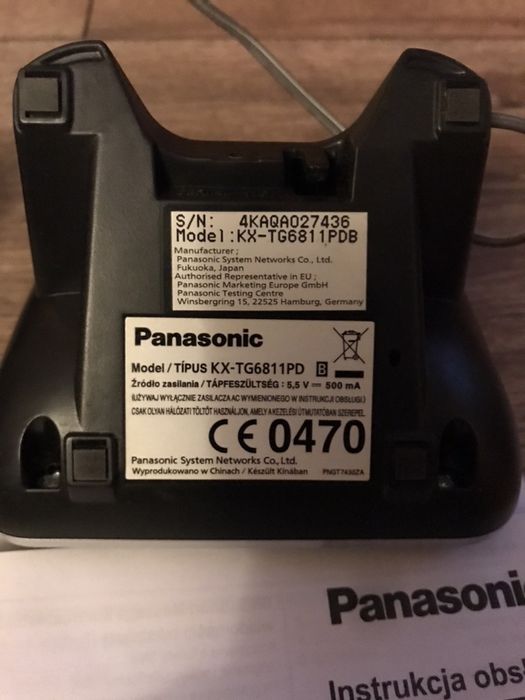 S/N: 4KAQA027436
Model:KX-TG6811PDB
Manufacturer ;
Panasonic System Networks Co., Ltd.
Fukuoka, Japan
Authorised Representative in EU ;
Panasonic Marketing Europe GmbH
Panasonic Testing Centre
Winsbergring 15, 22525 Hamburg, Germany
Panasonic
Model / TÍPUS KX-TG6811PD B
Źródło zasilania / TÁPFESZÜLTSÉG : 5,5 V ⎓ 500 mA
(UŻYWAJ WYŁĄCZNIE ZASILACZA AC WYMIENIONEGO W INSTRUKCJI OBSŁUGI.)
CSAK OLYAN HÁLÓZATI TÖLTŐT HASZNÁLJON, AMELY A KEZELÉSI ÚTMUTATÓBAN SZEREPEL.
CE 0470
Panasonic System Networks Co., Ltd.
Wyprodukowano w Chinach / Készült Kínában PNGT7430ZA
Panasoni
Instrukcja obsł